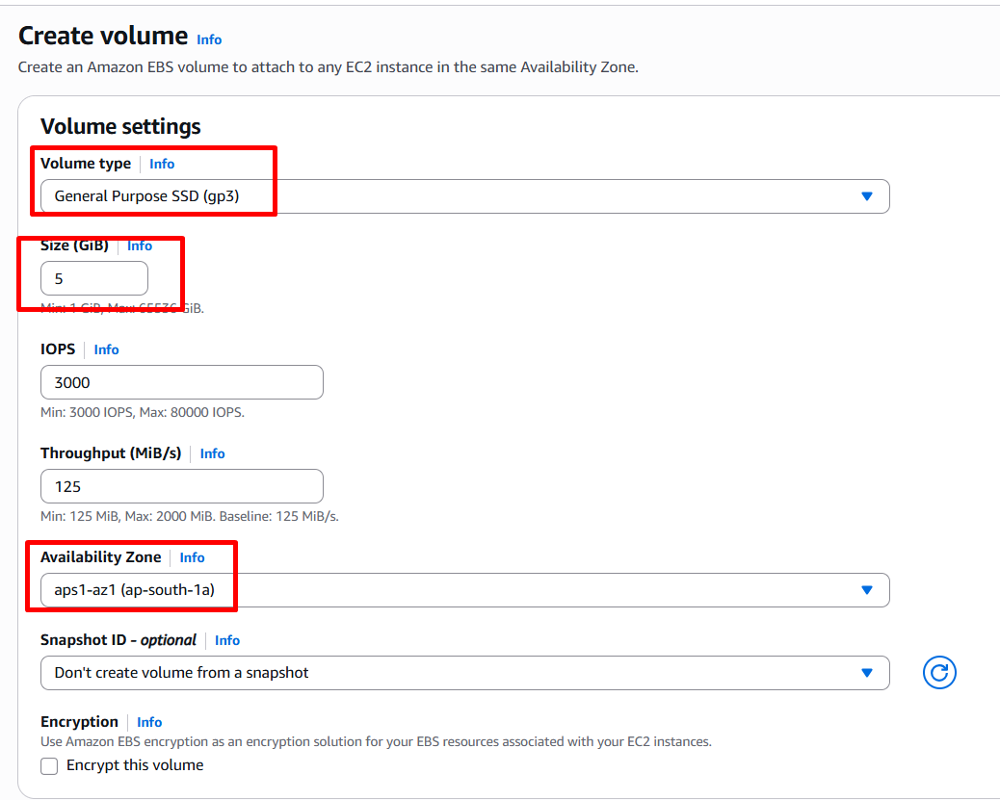 Create volume Info
Create an Amazon EBS volume to attach to any EC2 instance in the same Availability Zone.
Volume settings
Volume type Info
General Purpose SSD (gp3)
Size (GiB) Info
5
Min: 1 GiB, Max: 65536 GiB.
IOPS Info
3000
Min: 3000 IOPS, Max: 80000 IOPS.
Throughput (MiB/s) Info
125
Min: 125 MiB, Max: 2000 MiB. Baseline: 125 MiB/s.
Availability Zone Info
aps1-az1 (ap-south-1a)
Snapshot ID - optional Info
Don't create volume from a snapshot
Encryption Info
Use Amazon EBS encryption as an encryption solution for your EBS resources associated with your EC2 instances.
Encrypt this volume